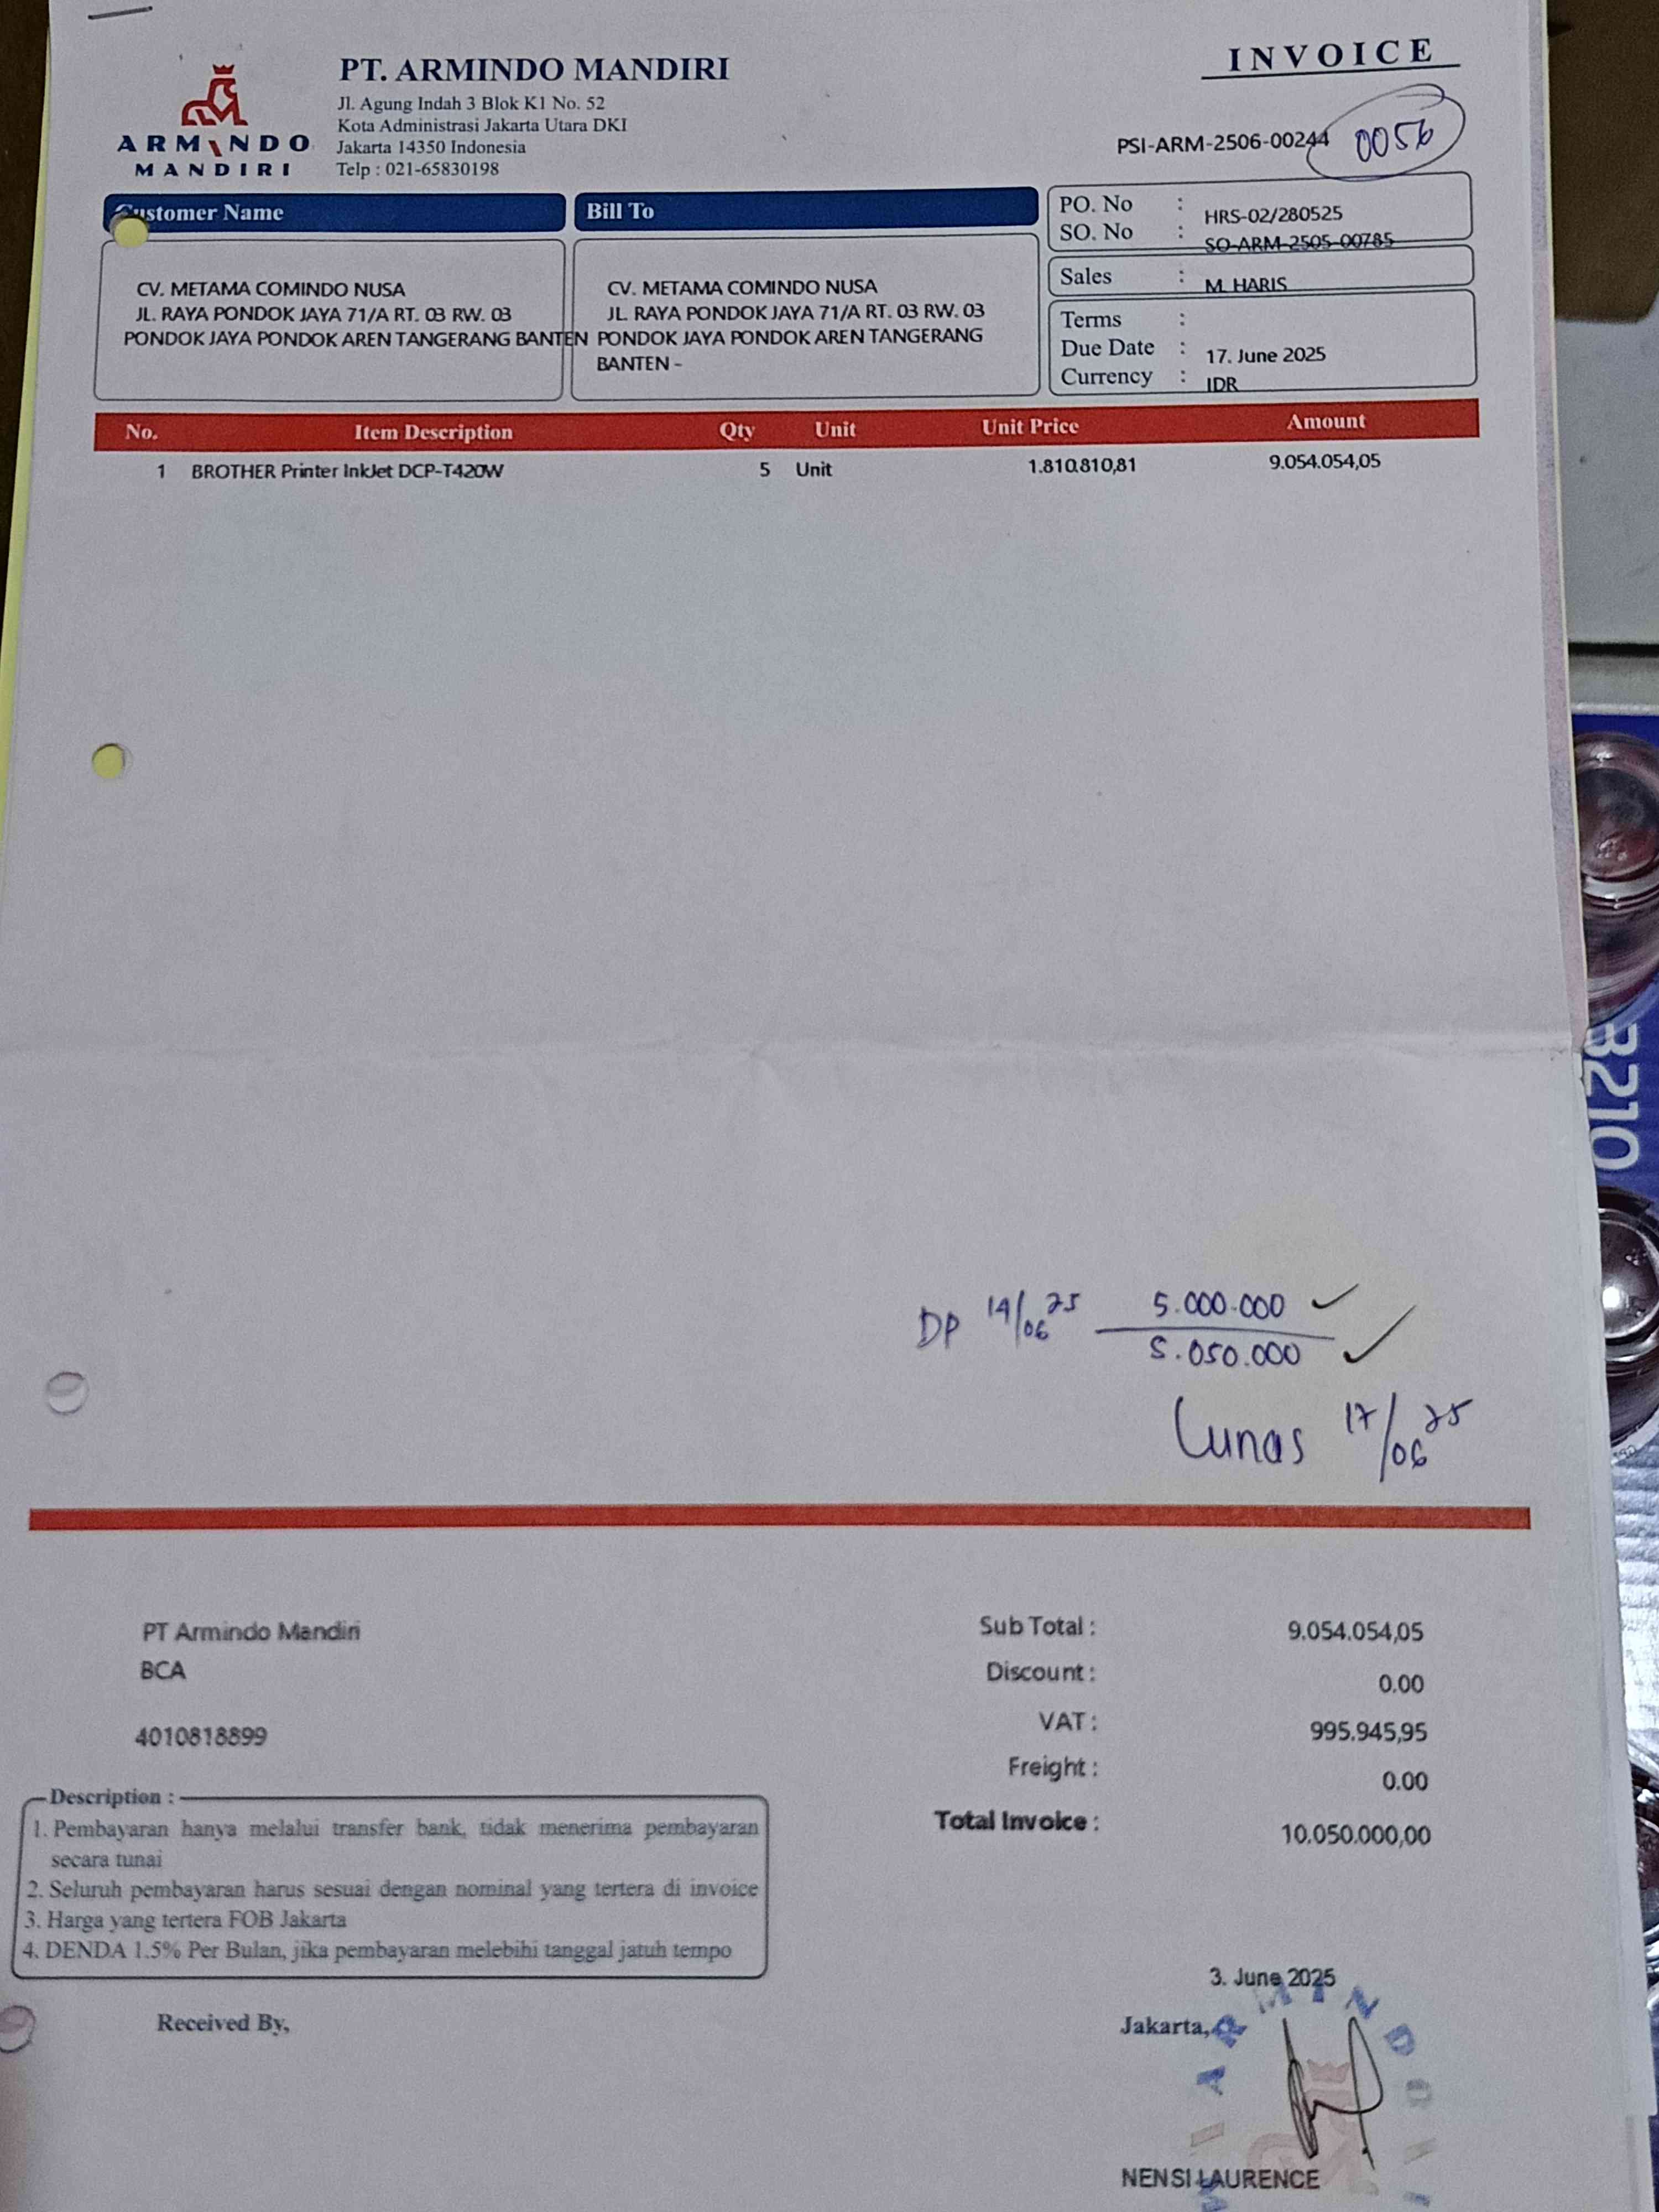 INVOICE
PT. ARMINDO MANDIRI
Jl. Agung Indah 3 Blok K1 No. 52
Kota Administrasi Jakarta Utara DKI
Jakarta 14350 Indonesia
Telp : 021-65830198
ARMINDO
MANDIRI
PSI-ARM-2506-00244 0056
Customer Name
CV. METAMA COMINDO NUSA
JL. RAYA PONDOK JAYA 71/A RT. 03 RW. 03
PONDOK JAYA PONDOK AREN TANGERANG BANTEN
Bill To
CV. METAMA COMINDO NUSA
JL. RAYA PONDOK JAYA 71/A RT. 03 RW. 03
PONDOK JAYA PONDOK AREN TANGERANG
BANTEN -
PO. No : HRS-02/280525
SO. No : SO-ARM-2505-00785
Sales : M. HARIS
Terms :
Due Date : 17. June 2025
Currency : IDR
No. Item Description Qty Unit Unit Price Amount
1 BROTHER Printer InkJet DCP-T420W 5 Unit 1.810.810,81 9.054.054,05
DP 14/06 25 5.000.000
5.050.000
Lunas 17/06 25
PT Armindo Mandiri
BCA
4010818899
Sub Total : 9.054.054,05
Discount : 0.00
VAT : 995.945,95
Freight : 0.00
Total Invoice : 10.050.000,00
Description :
1. Pembayaran hanya melalui transfer bank, tidak menerima pembayaran
secara tunai
2. Seluruh pembayaran harus sesuai dengan nominal yang tertera di invoice
3. Harga yang tertera FOB Jakarta
4. DENDA 1.5% Per Bulan, jika pembayaran melebihi tanggal jatuh tempo
Received By,
3. June 2025
Jakarta,
ARMINDO
NENSI LAURENCE
3210